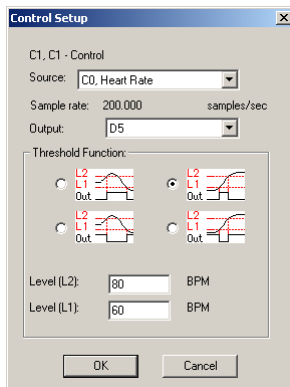 Control Setup
C1, C1 - Control
Source: C0, Heart Rate
Sample rate: 200.000 samples/sec
Output: D5
Threshold Function:
L2 L2
L1 L1
Out Out
L2 L2
L1 L1
Out Out
Level (L2): 80 BPM
Level (L1): 60 BPM
OK Cancel